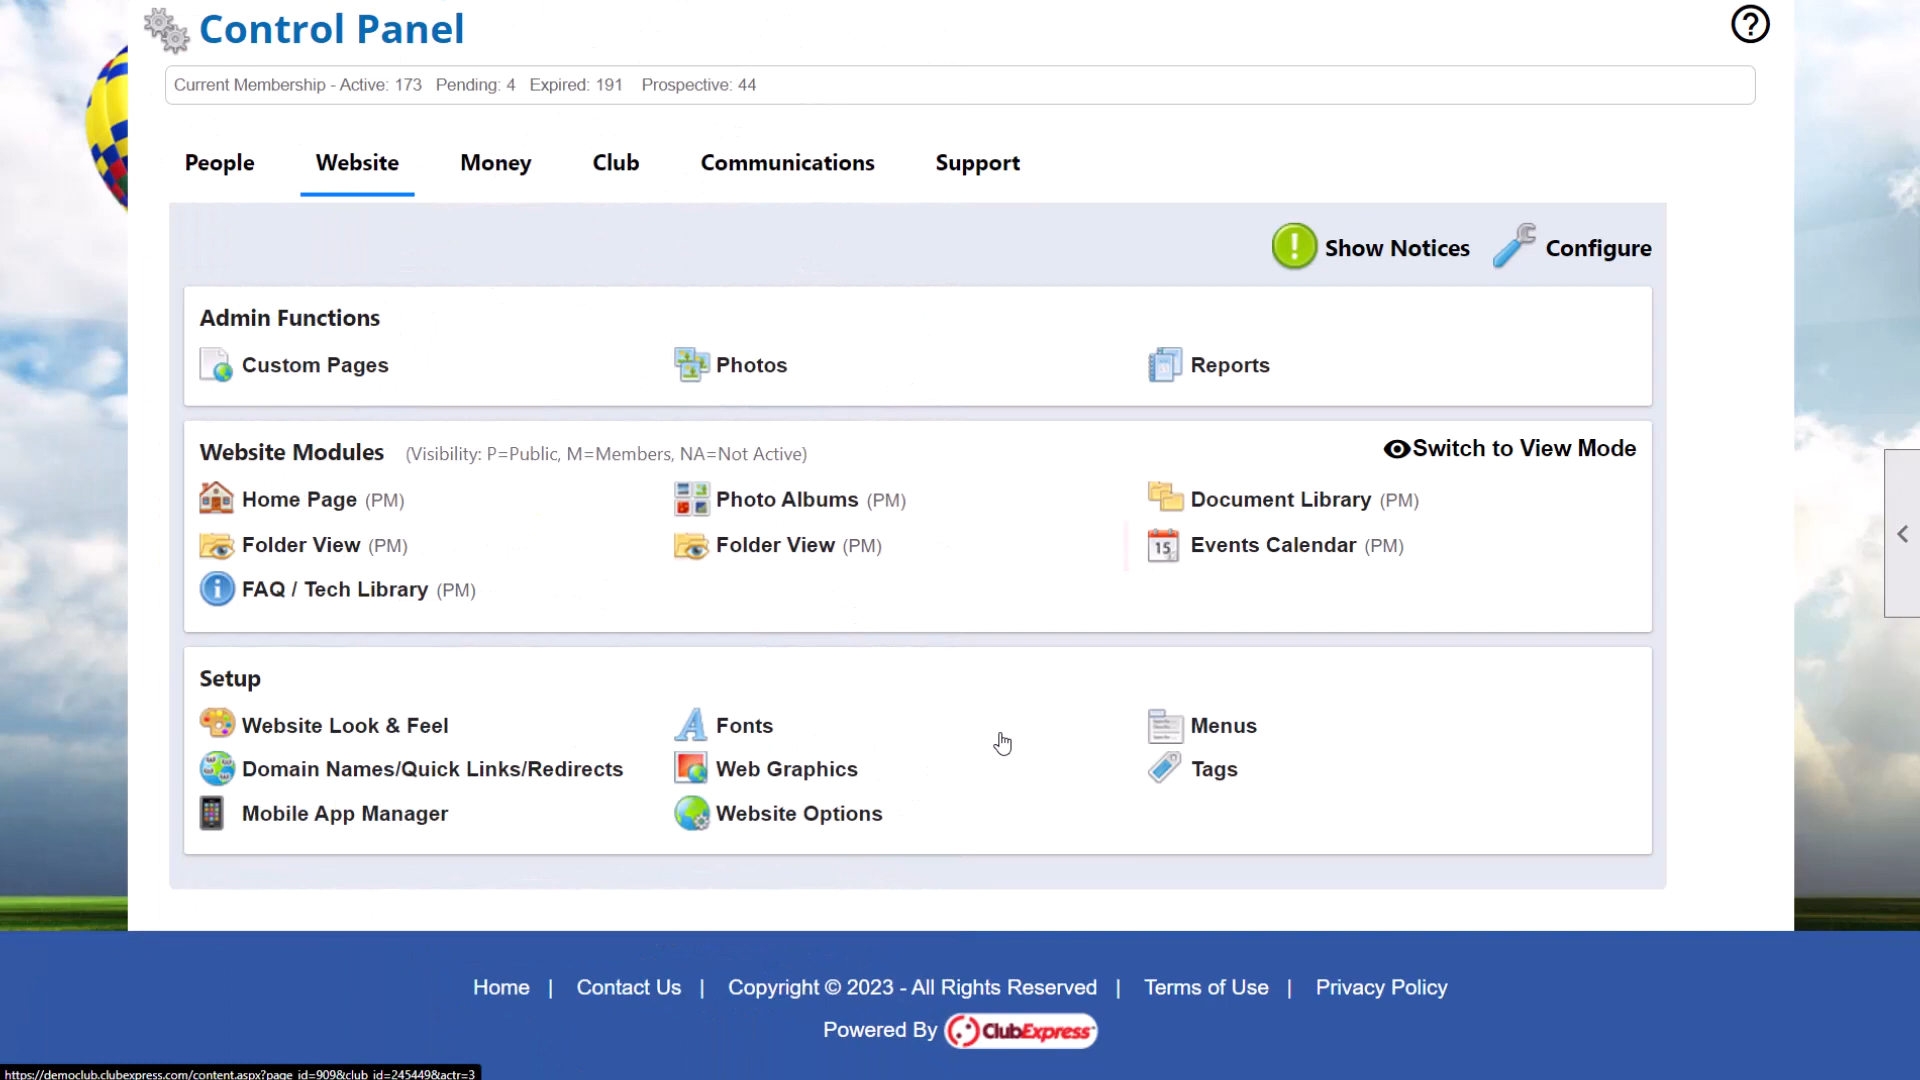 Control Panel
Current Membership - Active: 173 Pending: 4 Expired: 191 Prospective: 44
People Website Money Club Communications Support
Show Notices Configure
Admin Functions
Custom Pages Photos Reports
Website Modules (Visibility: P=Public, M=Members, NA=Not Active) Switch to View Mode
Home Page (PM) Photo Albums (PM) Document Library (PM)
Folder View (PM) Folder View (PM) 15 Events Calendar (PM)
FAQ / Tech Library (PM)
Setup
Website Look & Feel Fonts Menus
Domain Names/Quick Links/Redirects Web Graphics Tags
Mobile App Manager Website Options
Home | Contact Us | Copyright © 2023 - All Rights Reserved | Terms of Use | Privacy Policy
Powered By ClubExpress
https://democlub.clubexpress.com/content.aspx?page_id=909&club_id=245449&actr=3